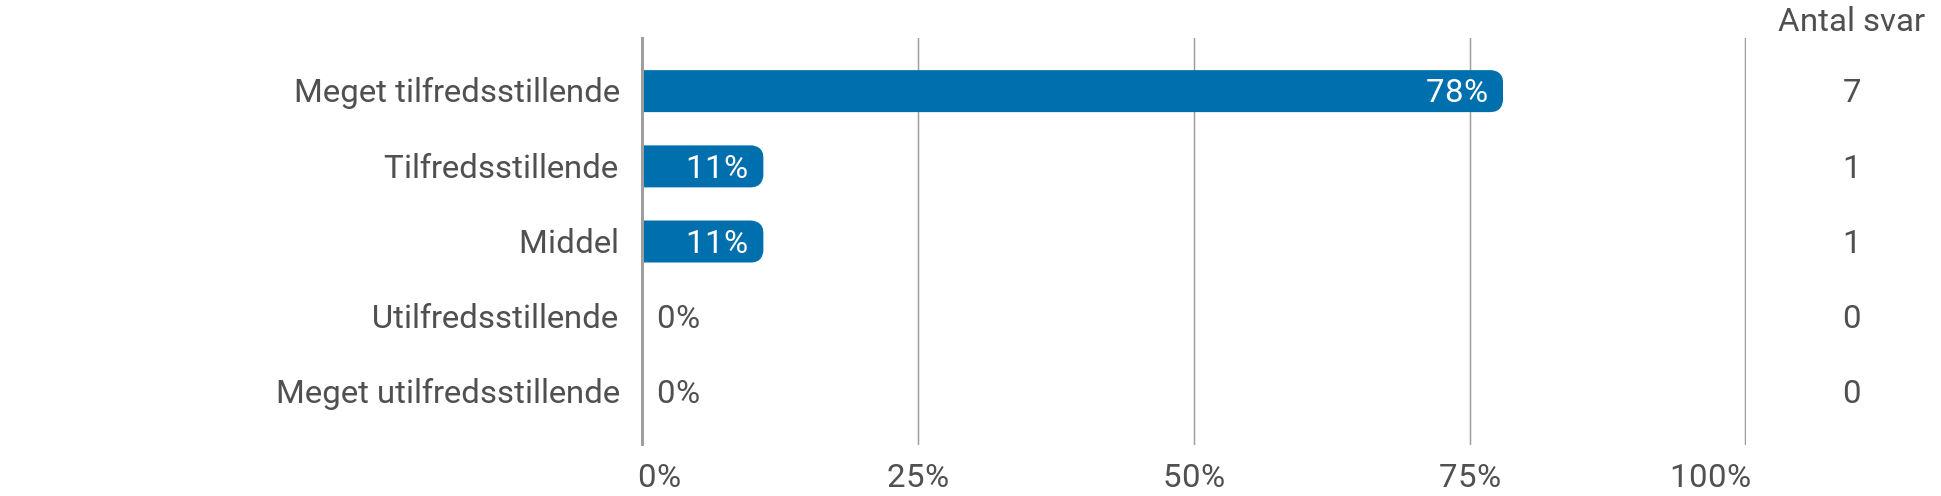 Antal svar
Meget tilfredsstillende 78% 7
Tilfredsstillende 11% 1
Middel 11% 1
Utilfredsstillende 0% 0
Meget utilfredsstillende 0% 0
0% 25% 50% 75% 100%